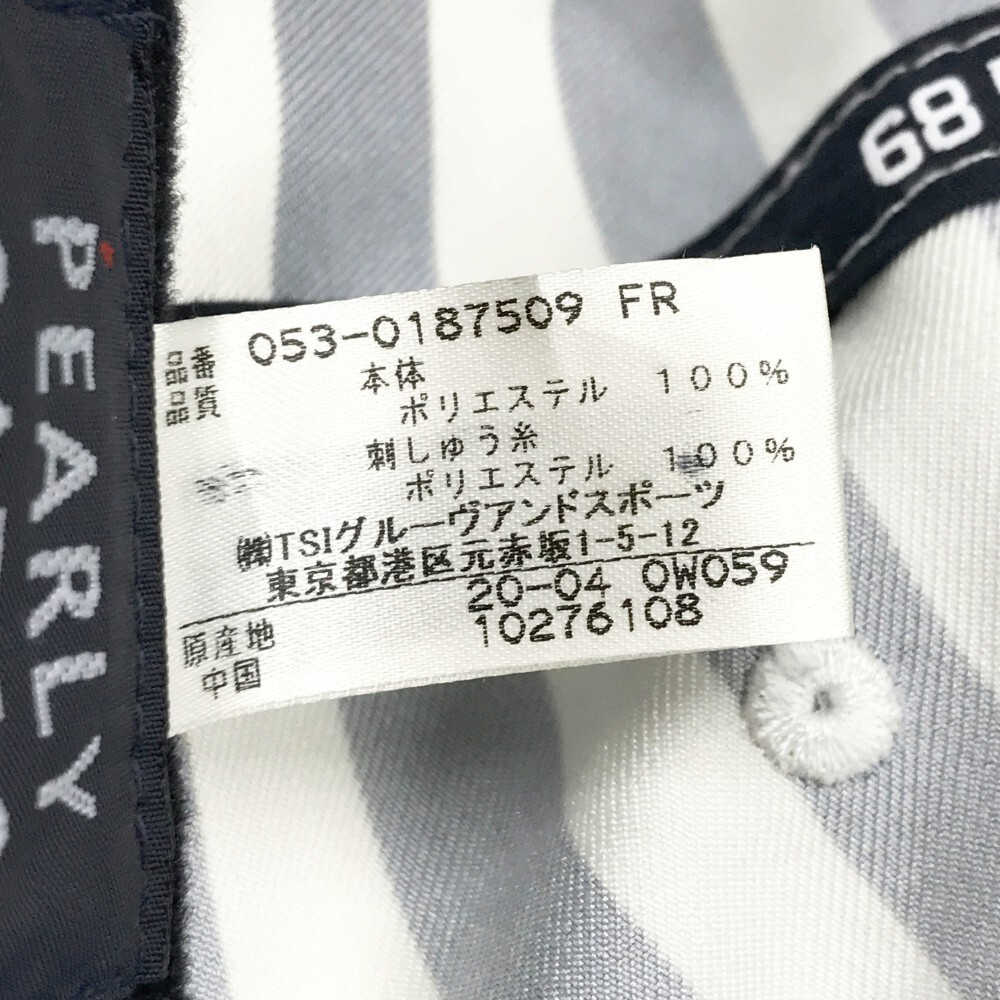 品番 053-0187509 FR
品質 本体
ポリエステル 100%
刺しゅう糸
ポリエステル 100%
㈱TSIグルーヴアンドスポーツ
東京都港区元赤坂1-5-12
20-04 0W059
原産地 10276108
中国
PEARLY
68